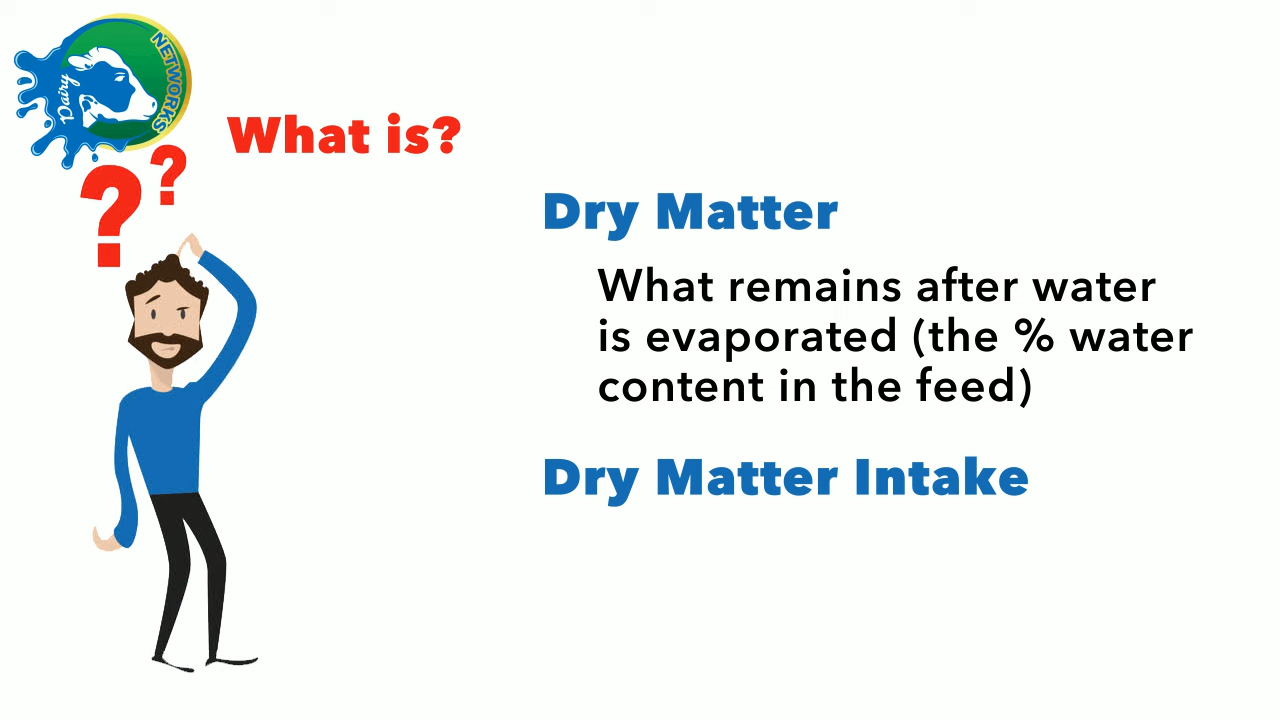 Dairy NETWORKS
What is?
? ?
Dry Matter
What remains after water
is evaporated (the % water
content in the feed)
Dry Matter Intake